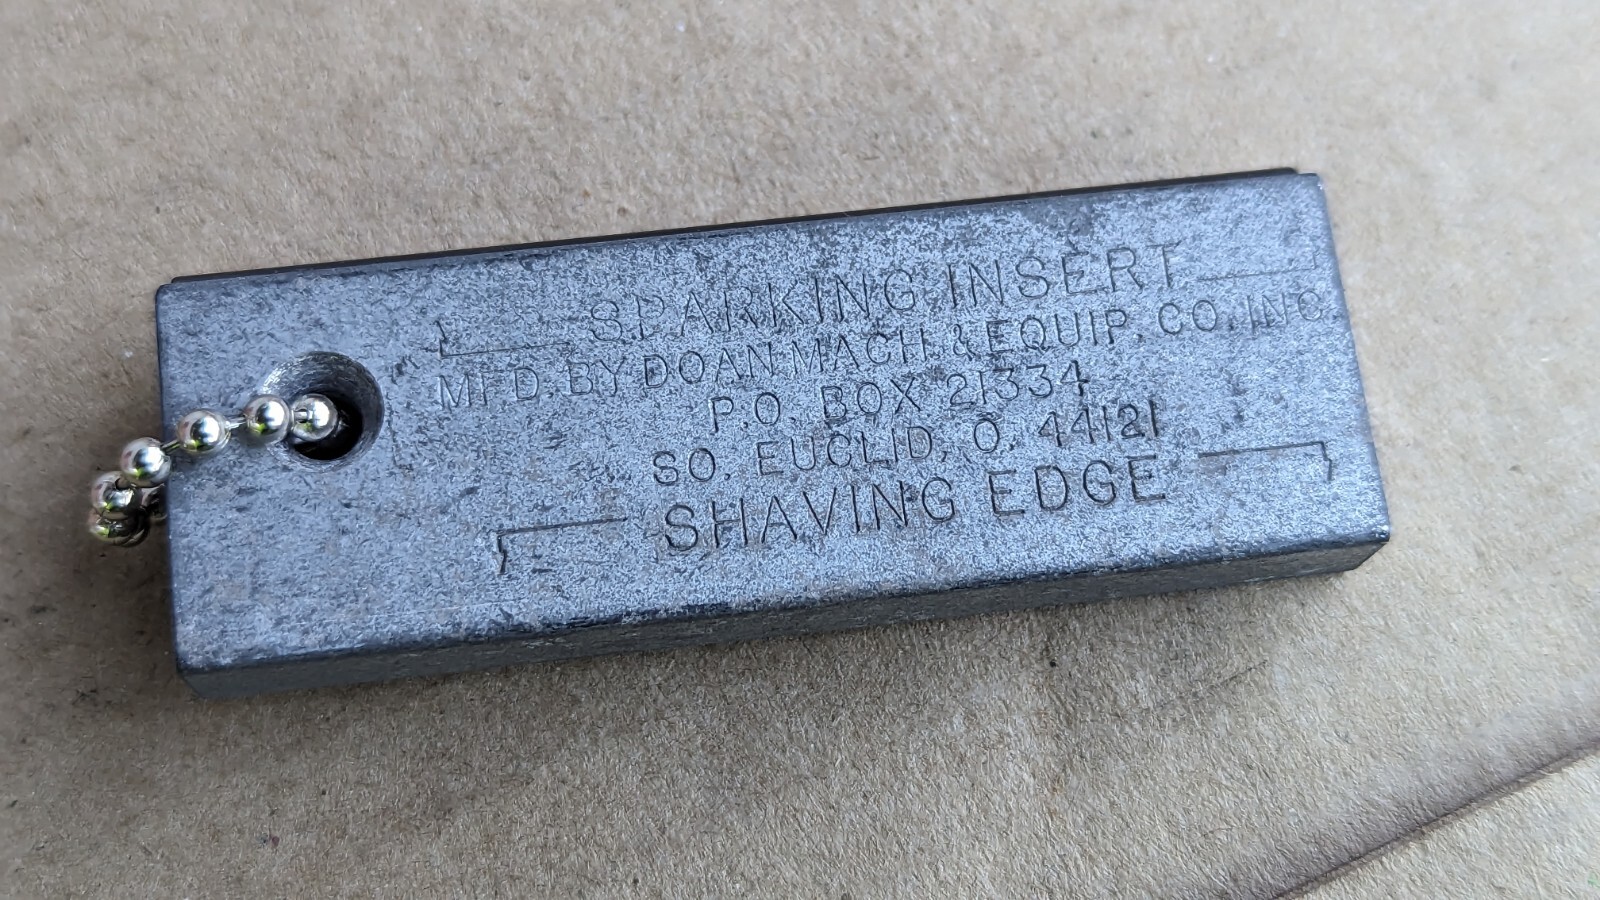 SPARKING INSERT
MFD. BY DOAN MACH. & EQUIP. CO. INC
P.O. BOX 21334
SO. EUCLID, O. 44121
SHAVING EDGE